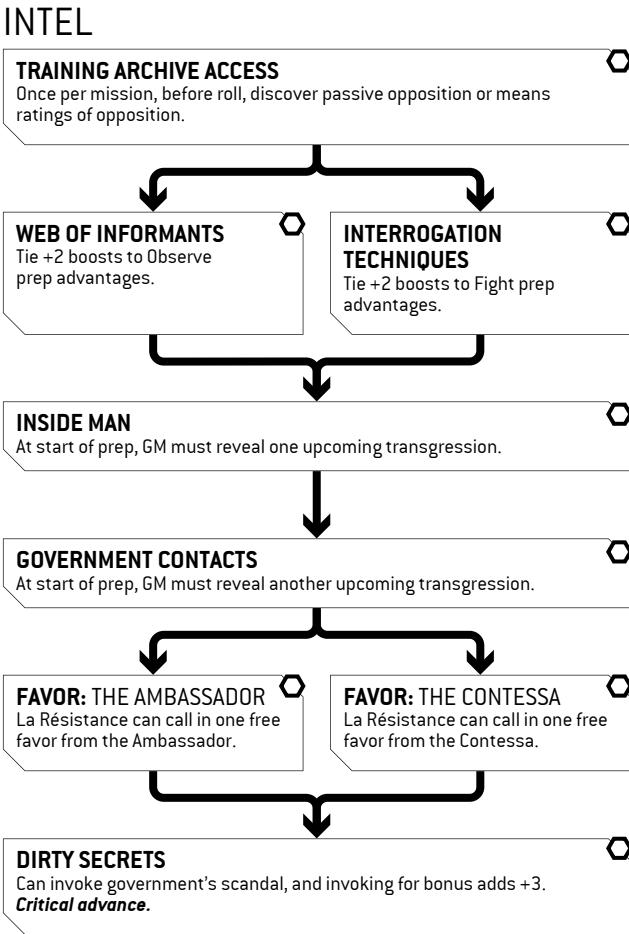 INTEL
TRAINING ARCHIVE ACCESS
Once per mission, before roll, discover passive opposition or means
ratings of opposition.
WEB OF INFORMANTS
Tie +2 boosts to Observe
prep advantages.
INTERROGATION
TECHNIQUES
Tie +2 boosts to Fight prep
advantages.
INSIDE MAN
At start of prep, GM must reveal one upcoming transgression.
GOVERNMENT CONTACTS
At start of prep, GM must reveal another upcoming transgression.
FAVOR: THE AMBASSADOR
La Résistance can call in one free
favor from the Ambassador.
FAVOR: THE CONTESSA
La Résistance can call in one free
favor from the Contessa.
DIRTY SECRETS
Can invoke government’s scandal, and invoking for bonus adds +3.
Critical advance.